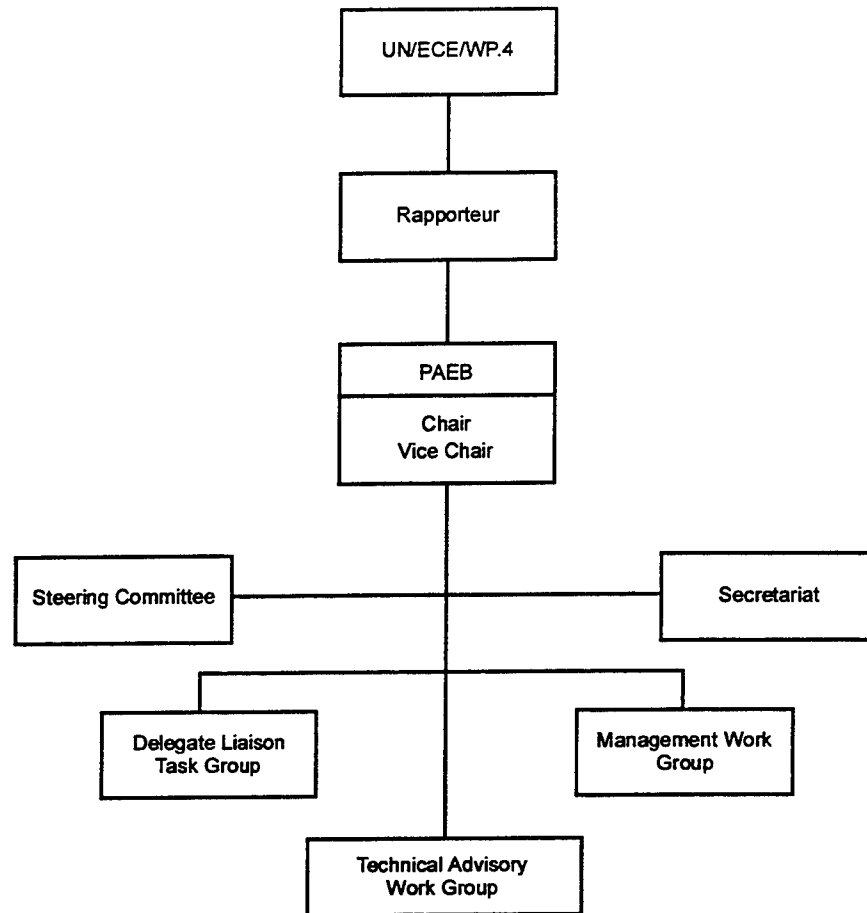 UN/ECE/WP.4
Rapporteur
PAEB
Chair
Vice Chair
Steering Committee
Secretariat
Delegate Liaison
Task Group
Management Work
Group
Technical Advisory
Work Group